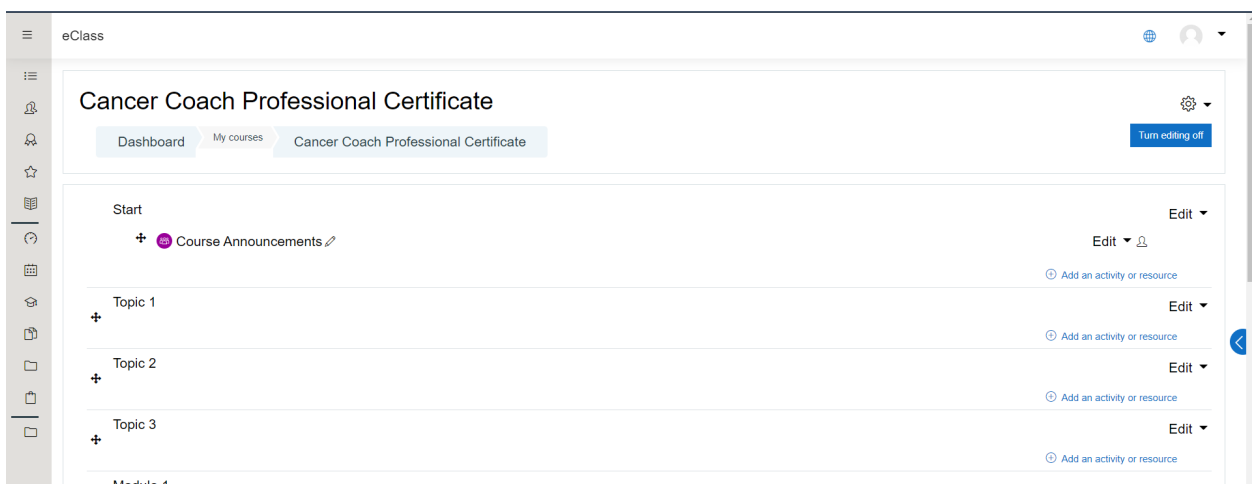 eClass
Cancer Coach Professional Certificate
Dashboard My courses Cancer Coach Professional Certificate
Turn editing off
Start
Edit
Course Announcements
Edit
Add an activity or resource
Topic 1
Edit
Add an activity or resource
Topic 2
Edit
Add an activity or resource
Topic 3
Edit
Add an activity or resource
Module 1